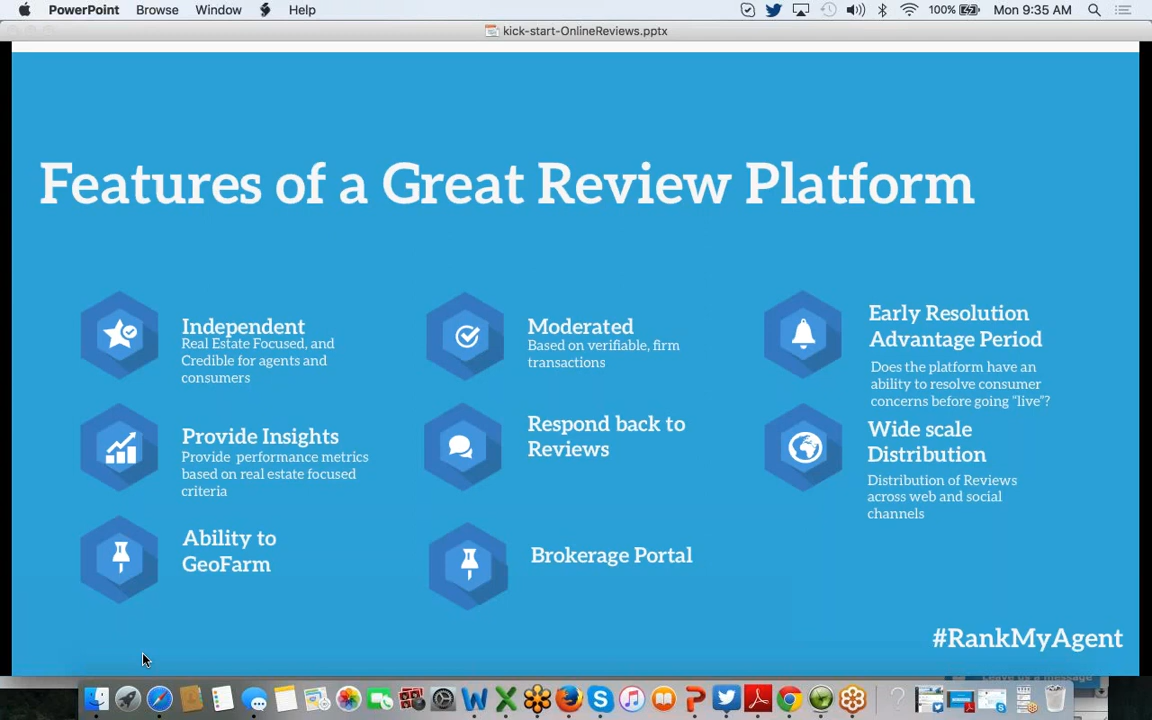 PowerPoint Browse Window Help 100% Mon 9:35 AM
kick-start-OnlineReviews.pptx
Features of a Great Review Platform
Independent
Real Estate Focused, and
Credible for agents and
consumers
Moderated
Based on verifiable, firm
transactions
Early Resolution
Advantage Period
Does the platform have an
ability to resolve consumer
concerns before going “live”?
Provide Insights
Provide performance metrics
based on real estate focused
criteria
Respond back to
Reviews
Wide scale
Distribution
Distribution of Reviews
across web and social
channels
Ability to
GeoFarm
Brokerage Portal
#RankMyAgent
Leave us a message